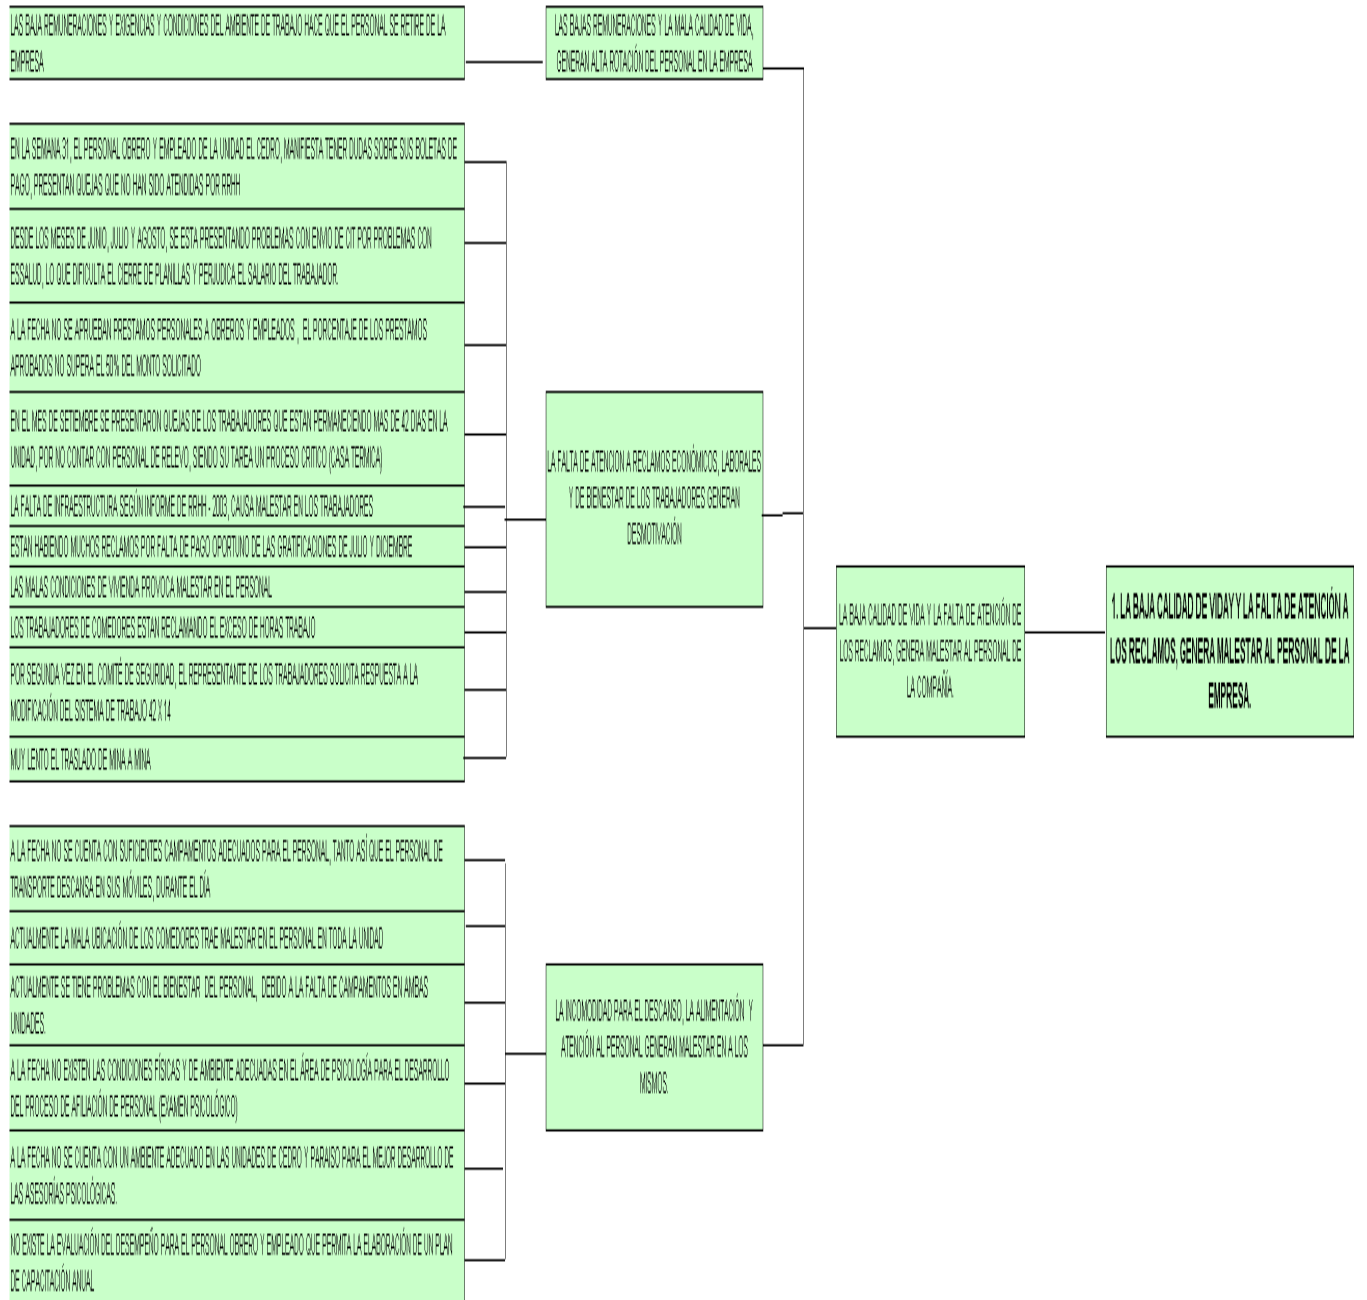 LAS BAJA REMUNERACIONES Y EXIGENCIAS Y CONDICIONES DEL AMBIENTE DE TRABAJO HACE QUE EL PERSONAL SE RETIRE DE LA
EMPRESA
EN LA SEMANA 31, EL PERSONAL OBRERO Y EMPLEADO DE LA UNIDAD EL CEDRO, MANIFIESTA TENER DUDAS SOBRE SUS BOLETAS DE
PAGO, PRESENTAN QUEJAS QUE NO HAN SIDO ATENDIDAS POR RRHH
DESDE LOS MESES DE JUNIO, JULIO Y AGOSTO, SE ESTA PRESENTANDO PROBLEMAS CON ENVIO DE CIT POR PROBLEMAS CON
ESSALUD, LO QUE DIFICULTA EL CIERRE DE PLANILLAS Y PERJUDICA EL SALARIO DEL TRABAJADOR.
A LA FECHA NO SE APRUEBAN PRESTAMOS PERSONALES A OBREROS Y EMPLEADOS , EL PORCENTAJE DE LOS PRESTAMOS
APROBADOS NO SUPERA EL 60% DEL MONTO SOLICITADO
EN EL MES DE SETIEMBRE SE PRESENTARON QUEJAS DE LOS TRABAJADORES QUE ESTAN PERMANECIENDO MAS DE 42 DIAS EN LA
UNIDAD, POR NO CONTAR CON PERSONAL DE RELEVO, SIENDO SU TAREA UN PROCESO CRITICO (CASA TERMICA)
LA FALTA DE INFRAESTRUCTURA SEGÚN INFORME DE RRHH - 2003, CAUSA MALESTAR EN LOS TRABAJADORES
ESTAN HABIENDO MUCHOS RECLAMOS POR FALTA DE PAGO OPORTUNO DE LAS GRATIFICACIONES DE JULIO Y DICIEMBRE
LAS MALAS CONDICIONES DE VIVIENDA PROVOCA MALESTAR EN EL PERSONAL
LOS TRABAJADORES DE COMEDORES ESTAN RECLAMANDO EL EXCESO DE HORAS TRABAJO
POR SEGUNDA VEZ EN EL COMITÉ DE SEGURIDAD, EL REPRESENTANTE DE LOS TRABAJADORES SOLICITA RESPUESTA A LA
MODIFICACIÓN DEL SISTEMA DE TRABAJO 42 X 14
MUY LENTO EL TRASLADO DE MINA A MINA
A LA FECHA NO SE CUENTA CON SUFICIENTES CAMPAMENTOS ADECUADOS PARA EL PERSONAL, TANTO ASÍ QUE EL PERSONAL DE
TRANSPORTE DESCANSA EN SUS MÓVILES, DURANTE EL DÍA
ACTUALMENTE LA MALA UBICACIÓN DE LOS COMEDORES TRAE MALESTAR EN EL PERSONAL EN TODA LA UNIDAD
ACTUALMENTE SE TIENE PROBLEMAS CON EL BIENESTAR DEL PERSONAL, DEBIDO A LA FALTA DE CAMPAMENTOS EN AMBAS
UNIDADES.
A LA FECHA NO EXISTEN LAS CONDICIONES FÍSICAS Y DE AMBIENTE ADECUADAS EN EL ÁREA DE PSICOLOGÍA PARA EL DESARROLLO
DEL PROCESO DE AFILIACIÓN DE PERSONAL (EXAMEN PSICOLÓGICO)
A LA FECHA NO SE CUENTA CON UN AMBIENTE ADECUADO EN LAS UNIDADES DE CEDRO Y PARAISO PARA EL MEJOR DESARROLLO DE
LAS ASESORÍAS PSICOLÓGICAS.
NO EXISTE LA EVALUACIÓN DEL DESEMPEÑO PARA EL PERSONAL OBRERO Y EMPLEADO QUE PERMITA LA ELABORACIÓN DE UN PLAN
DE CAPACITACIÓN ANUAL
LAS BAJAS REMUNERACIONES Y LA MALA CALIDAD DE VIDA,
GENERAN ALTA ROTACIÓN DEL PERSONAL EN LA EMPRESA
LA FALTA DE ATENCION A RECLAMOS ECONÓMICOS, LABORALES
Y DE BIENESTAR DE LOS TRABAJADORES GENERAN
DESMOTIVACIÓN
LA INCOMODIDAD PARA EL DESCANSO, LA ALIMENTACIÓN Y
ATENCIÓN AL PERSONAL GENERAN MALESTAR EN A LOS
MISMOS.
LA BAJA CALIDAD DE VIDA Y LA FALTA DE ATENCIÓN DE
LOS RECLAMOS, GENERA MALESTAR AL PERSONAL DE
LA COMPAÑÍA.
1. LA BAJA CALIDAD DE VIDAY Y LA FALTA DE ATENCIÓN A
LOS RECLAMOS, GENERA MALESTAR AL PERSONAL DE LA
EMPRESA.